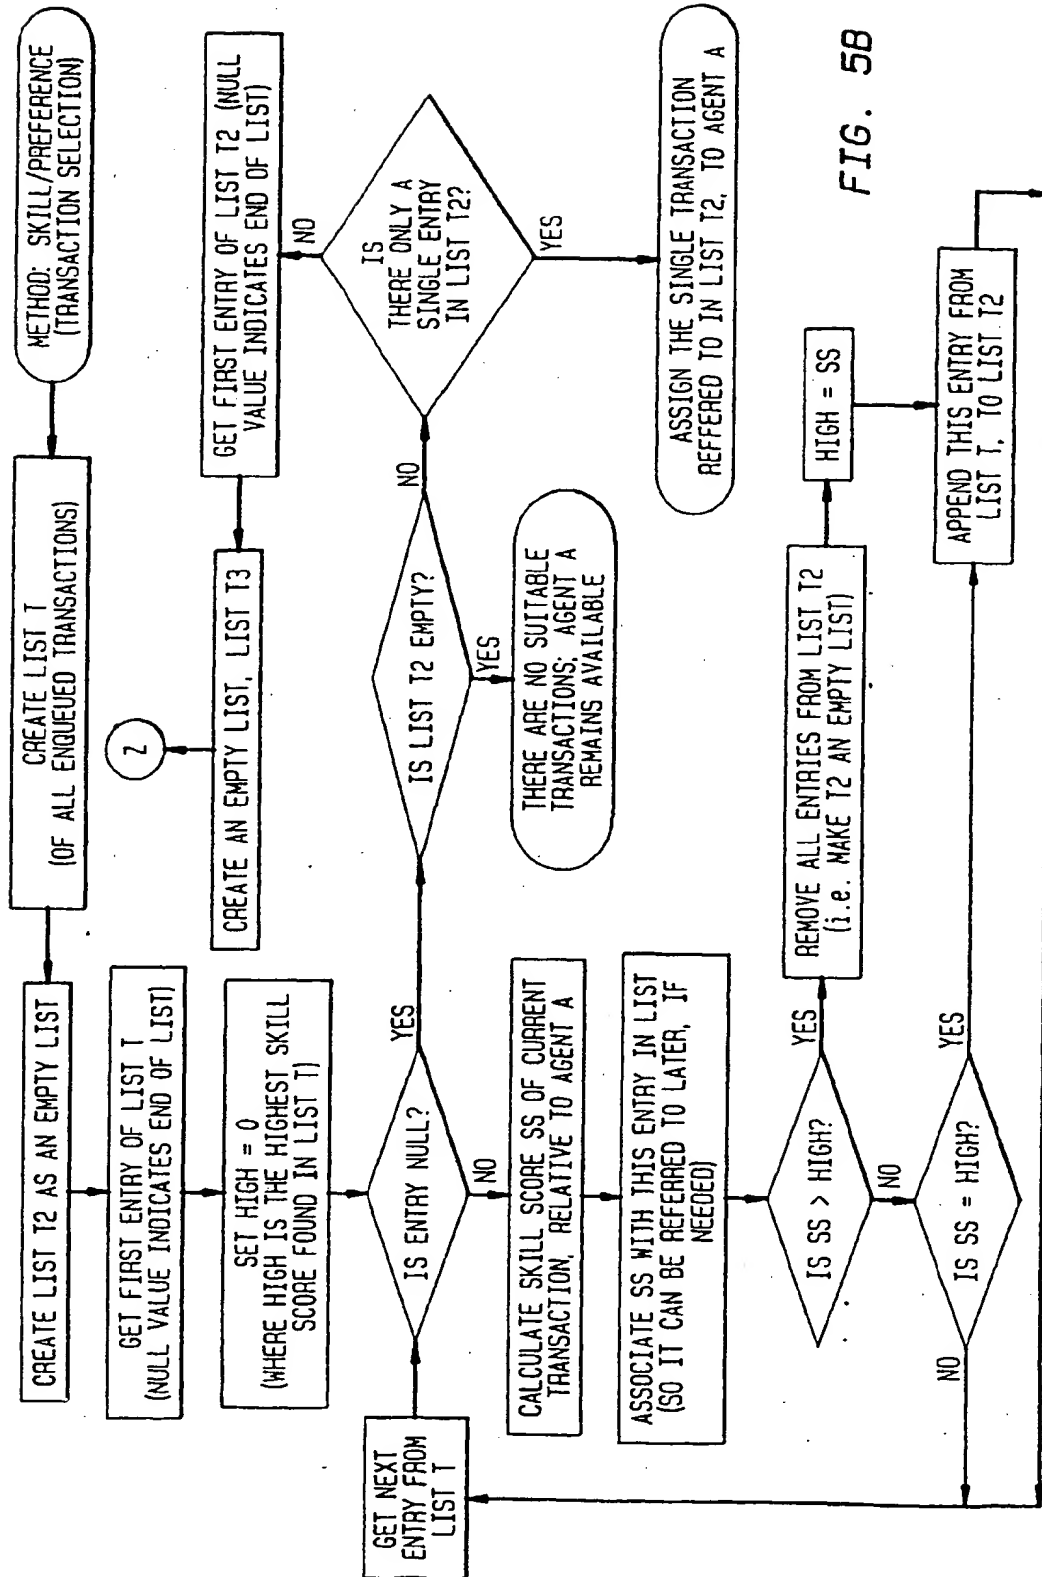 METHOD: SKILL/PREFERENCE
(TRANSACTION SELECTION)
CREATE LIST T
(OF ALL ENQUEUED TRANSACTIONS)
CREATE LIST T2 AS AN EMPTY LIST
GET FIRST ENTRY OF LIST T
(NULL VALUE INDICATES END OF LIST)
SET HIGH = 0
(WHERE HIGH IS THE HIGHEST SKILL
SCORE FOUND IN LIST T)
GET NEXT
ENTRY FROM
LIST T
IS ENTRY NULL?
YES
NO
IS LIST T2 EMPTY?
NO
YES
THERE ARE NO SUITABLE
TRANSACTIONS; AGENT A
REMAINS AVAILABLE
IS
THERE ONLY A
SINGLE ENTRY
IN LIST T2?
NO
YES
GET FIRST ENTRY OF LIST T2 (NULL
VALUE INDICATES END OF LIST)
CREATE AN EMPTY LIST, LIST T3
Z
ASSIGN THE SINGLE TRANSACTION
REFFERED TO IN LIST T2, TO AGENT A
CALCULATE SKILL SCORE SS OF CURRENT
TRANSACTION, RELATIVE TO AGENT A
ASSOCIATE SS WITH THIS ENTRY IN LIST
(SO IT CAN BE REFERRED TO LATER, IF
NEEDED)
IS SS > HIGH?
YES
NO
REMOVE ALL ENTRIES FROM LIST T2
(i.e. MAKE T2 AN EMPTY LIST)
HIGH = SS
IS SS = HIGH?
YES
NO
APPEND THIS ENTRY FROM
LIST T, TO LIST T2
FIG. 5B